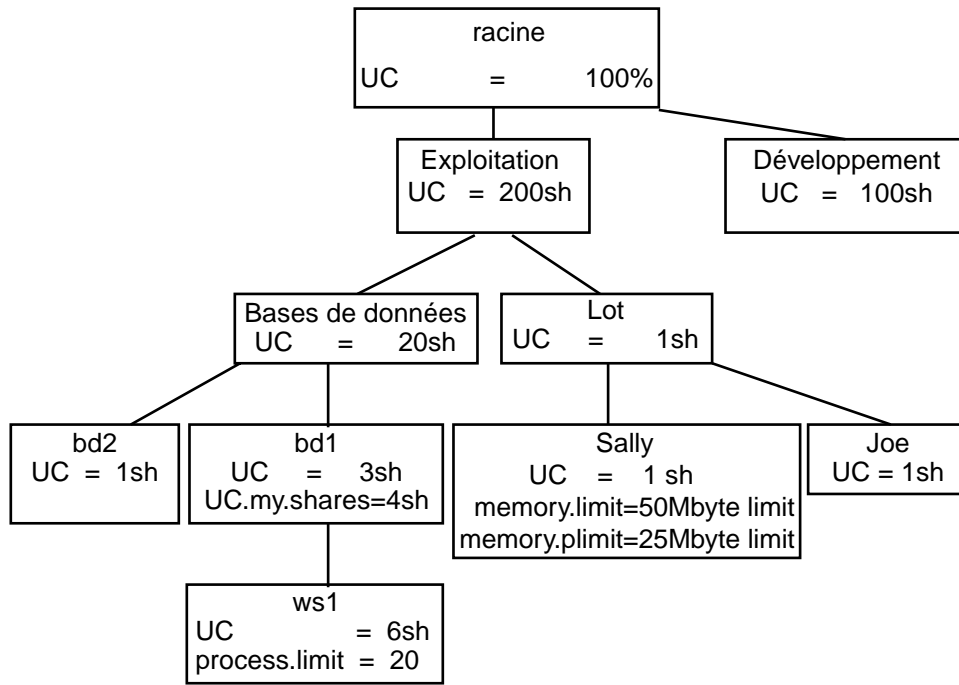 racine
UC = 100%
Exploitation
UC = 200sh
Développement
UC = 100sh
Bases de données
UC = 20sh
Lot
UC = 1sh
bd2
UC = 1sh
bd1
UC = 3sh
UC.my.shares=4sh
Sally
UC = 1 sh
memory.limit=50Mbyte limit
memory.plimit=25Mbyte limit
Joe
UC = 1sh
ws1
UC = 6sh
process.limit = 20